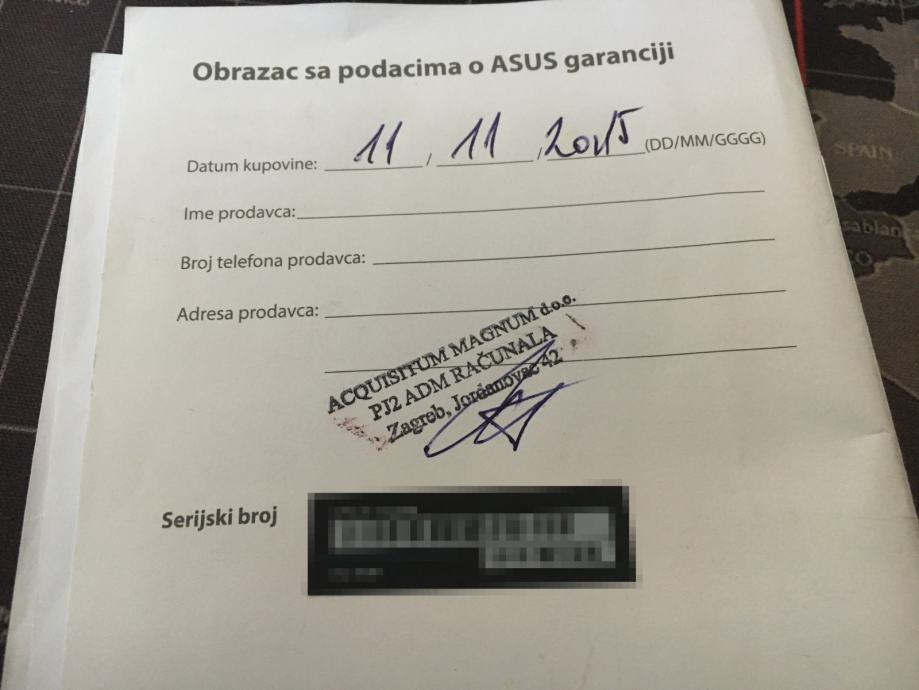 Obrazac sa podacima o ASUS garanciji
Datum kupovine: 11 / 11 / 2015 (DD/MM/GGGG)
Ime prodavca:
Broj telefona prodavca:
Adresa prodavca:
ACQUISITUM MAGNUM d.o.o.
PJ2 ADM RAČUNALA
Zagreb, Jordanovac 42
Serijski broj
SPAIN